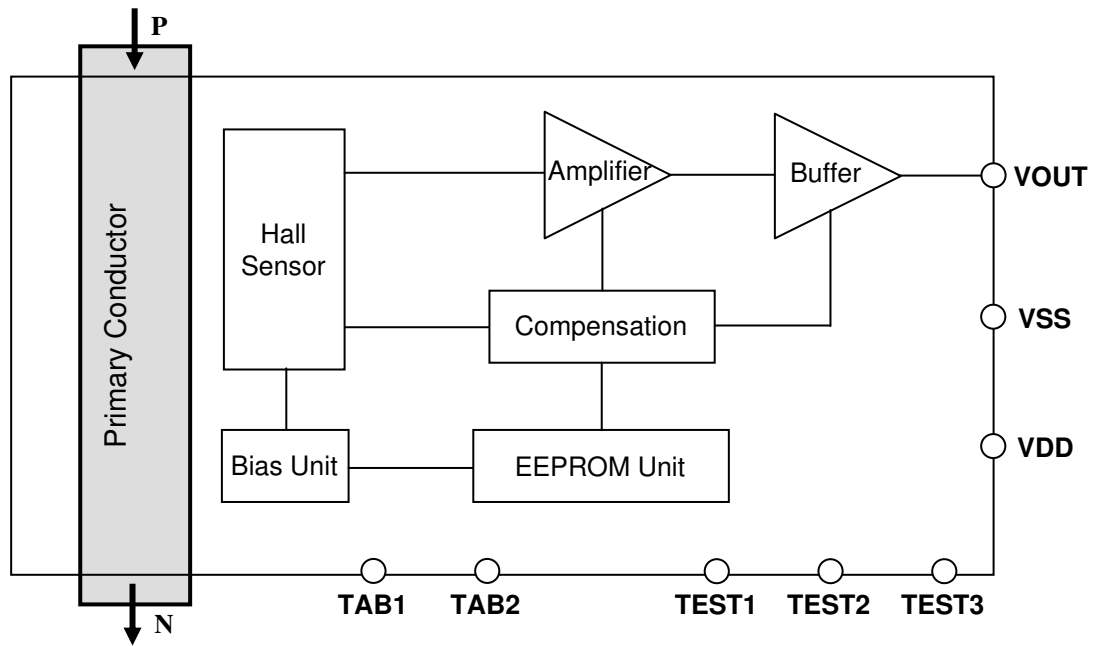 P
Primary Conductor
Hall
Sensor
Amplifier
Buffer
VOUT
Compensation
VSS
Bias Unit
EEPROM Unit
VDD
TAB1
TAB2
TEST1
TEST2
TEST3
N